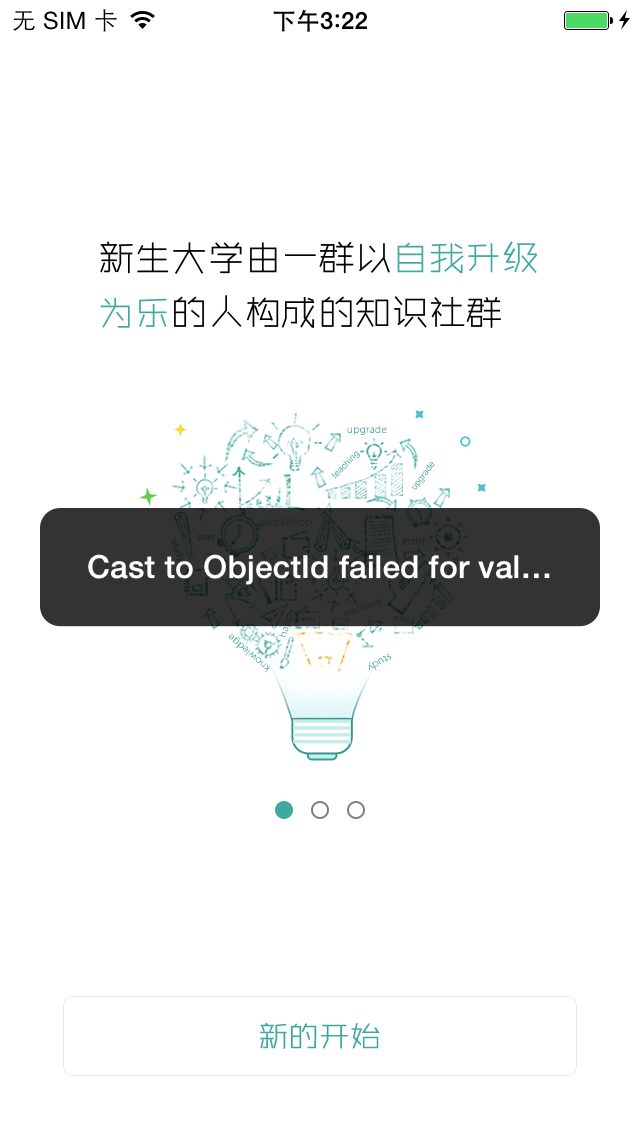 无 SIM 卡
下午3:22
新生大学由一群以自我升级
为乐的人构成的知识社群
upgrade
teaching
upgrade
workshop
plan
insist
Cast to ObjectId failed for val...
succeed
knowledge
study
新的开始